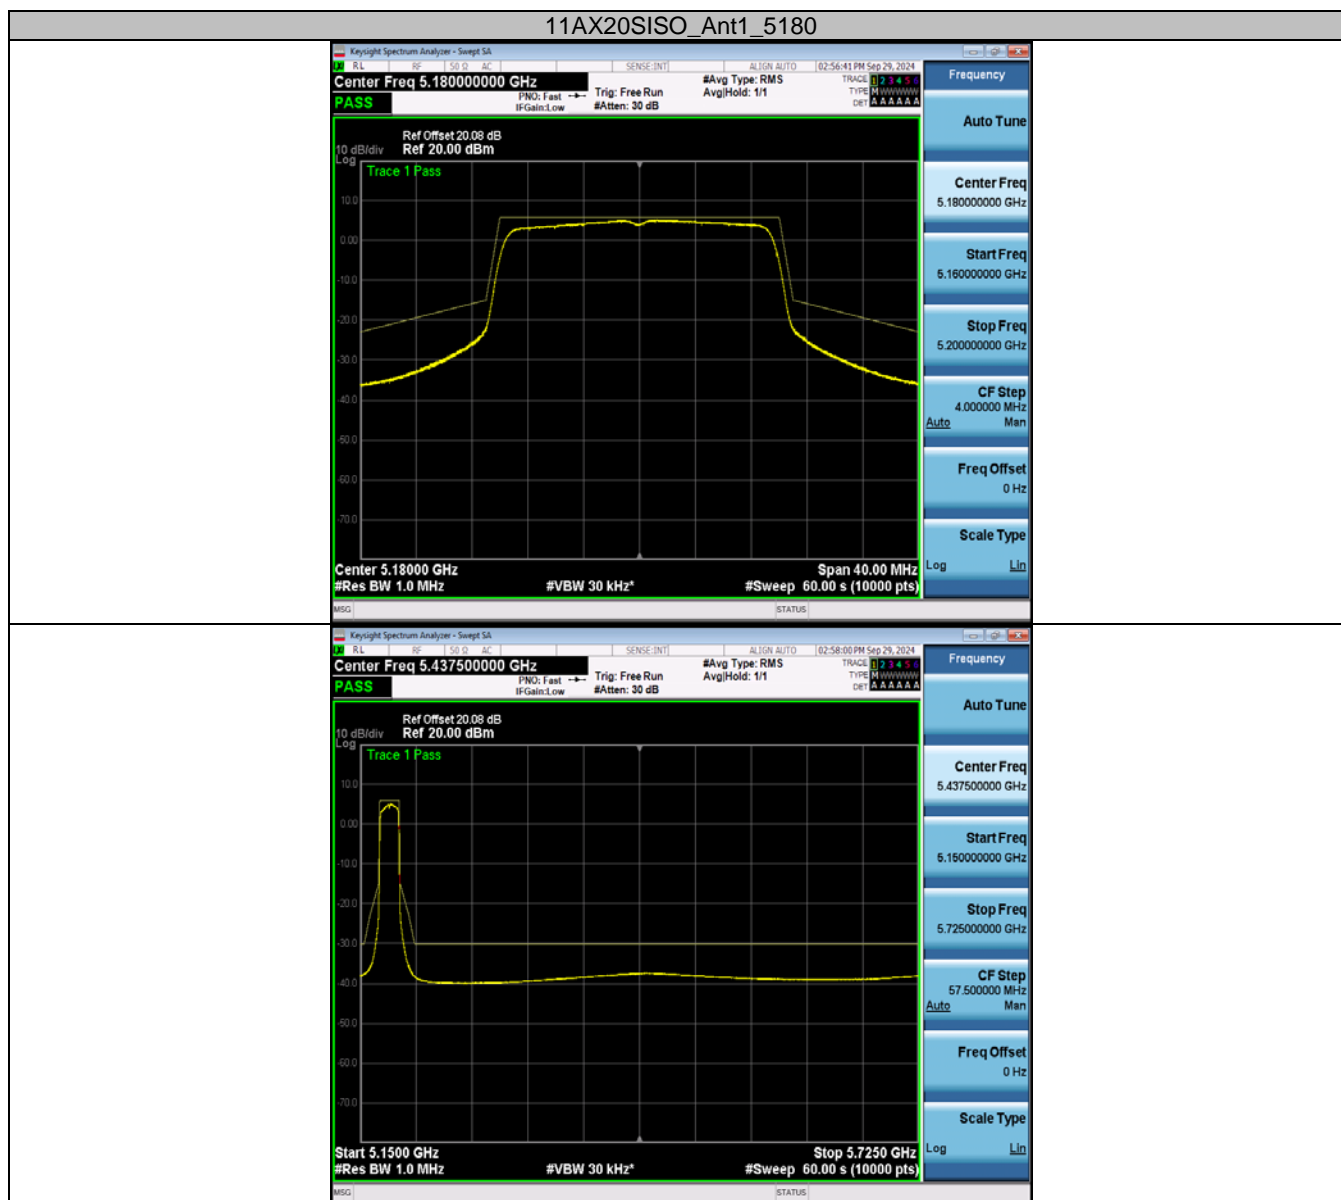 11AX20SISO_Ant1_5180
Keysight Spectrum Analyzer - Swept SA
RL RF 50 Ω AC SENSE:INT ALIGN AUTO 02:56:41 PM Sep 29, 2024
Center Freq 5.180000000 GHz
PASS
PNO: Fast
IFGain:Low
Trig: Free Run
#Atten: 30 dB
#Avg Type: RMS
Avg|Hold: 1/1
TRACE 1 2 3 4 5 6
TYPE M WWWWW
DET A A A A A A
Ref Offset 20.08 dB
10 dB/div Ref 20.00 dBm
Log
Trace 1 Pass
10.0
0.00
-10.0
-20.0
-30.0
-40.0
-50.0
-60.0
-70.0
Center 5.18000 GHz Span 40.00 MHz
#Res BW 1.0 MHz #VBW 30 kHz* #Sweep 60.00 s (10000 pts)
MSG STATUS
Frequency
Auto Tune
Center Freq
5.180000000 GHz
Start Freq
5.160000000 GHz
Stop Freq
5.200000000 GHz
CF Step
4.000000 MHz
Auto Man
Freq Offset
0 Hz
Scale Type
Log Lin
Keysight Spectrum Analyzer - Swept SA
RL RF 50 Ω AC SENSE:INT ALIGN AUTO 02:58:00 PM Sep 29, 2024
Center Freq 5.437500000 GHz
PASS
PNO: Fast
IFGain:Low
Trig: Free Run
#Atten: 30 dB
#Avg Type: RMS
Avg|Hold: 1/1
TRACE 1 2 3 4 5 6
TYPE M WWWWW
DET A A A A A A
Ref Offset 20.08 dB
10 dB/div Ref 20.00 dBm
Log
Trace 1 Pass
10.0
0.00
-10.0
-20.0
-30.0
-40.0
-50.0
-60.0
-70.0
Start 5.1500 GHz Stop 5.7250 GHz
#Res BW 1.0 MHz #VBW 30 kHz* #Sweep 60.00 s (10000 pts)
MSG STATUS
Frequency
Auto Tune
Center Freq
5.437500000 GHz
Start Freq
5.150000000 GHz
Stop Freq
5.725000000 GHz
CF Step
57.500000 MHz
Auto Man
Freq Offset
0 Hz
Scale Type
Log Lin